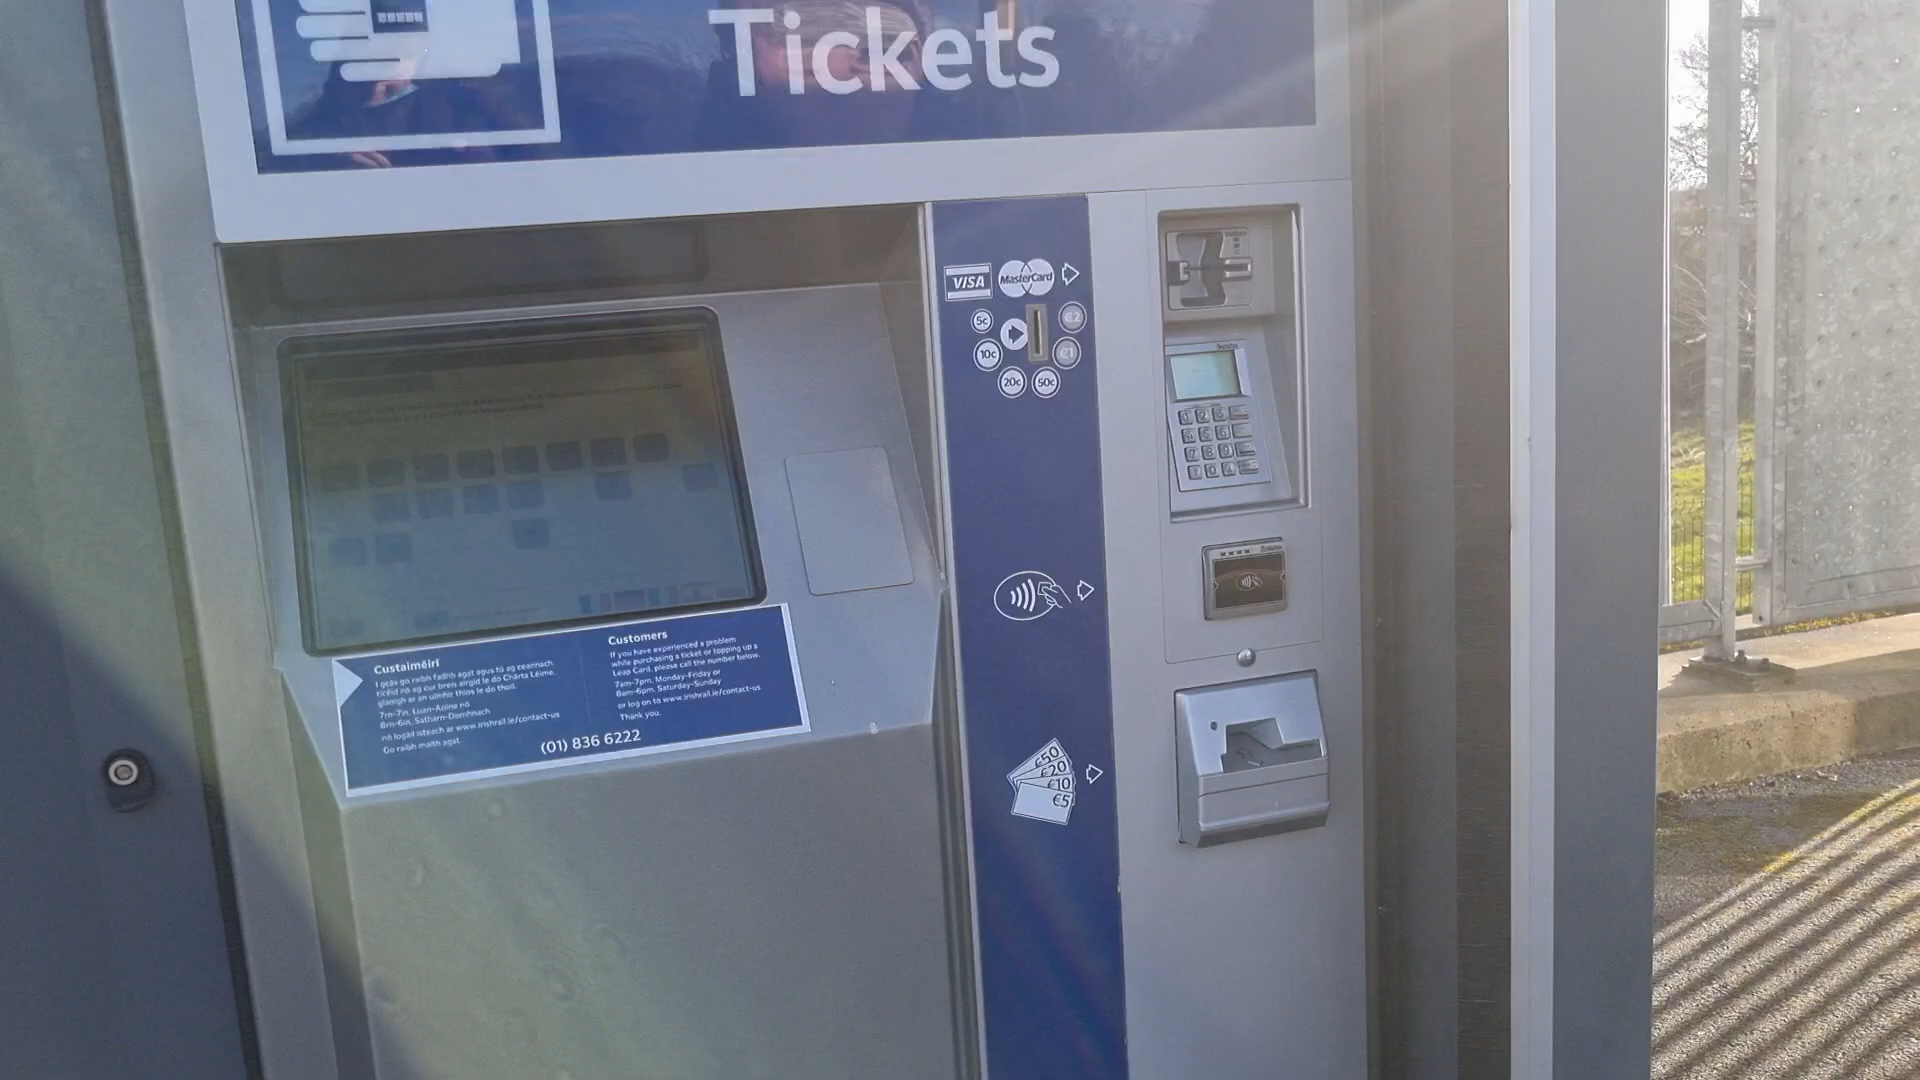 Tickets
VISA MasterCard
5c €2
10c €1
20c 50c
Custaiméirí
I gcás go raibh fadhb agat agus tú ag ceannach
ticéid nó ag cur breis airgid le do Chárta Léime,
glaoigh ar an uimhir thíos le do thoil.
7rn-7in, Luan-Aoine nó
8rn-6in, Satharn-Domhnach
nó logáil isteach ar www.irishrail.ie/contact-us
Go raibh maith agat.
Customers
If you have experienced a problem
while purchasing a ticket or topping up a
Leap Card, please call the number below.
7am-7pm, Monday-Friday or
8am-6pm, Saturday-Sunday
or log on to www.irishrail.ie/contact-us
Thank you.
(01) 836 6222
€50
€20
€10
€5